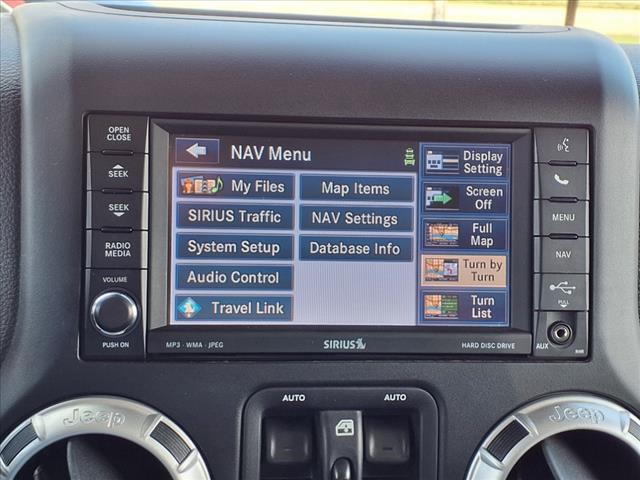 OPEN
CLOSE
SEEK
SEEK
RADIO
MEDIA
VOLUME
PUSH ON
NAV Menu
My Files
SIRIUS Traffic
System Setup
Audio Control
Travel Link
Map Items
NAV Settings
Database Info
Display
Setting
Screen
Off
Full
Map
Turn by
Turn
Turn
List
MENU
NAV
PULL
AUX
RHR
MP3 · WMA · JPEG
SIRIUS
HARD DISC DRIVE
AUTO
AUTO
Jeep
Jeep